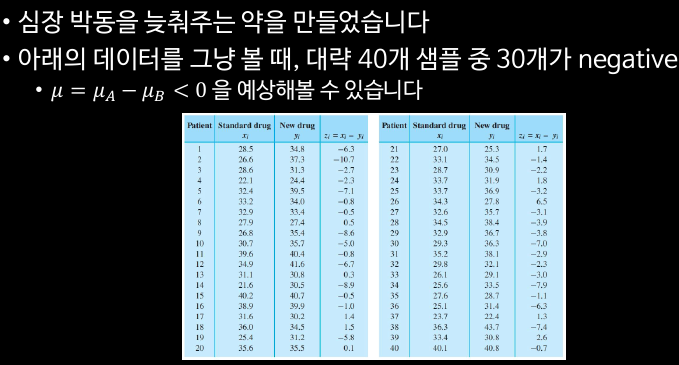 • 심장 박동을 늦춰주는 약을 만들었습니다
• 아래의 데이터를 그냥 볼 때, 대략 40개 샘플 중 30개가 negative
• μ = μA − μB < 0 을 예상해볼 수 있습니다
Patient Standard drug xi New drug yi zi = xi − yi Patient Standard drug xi New drug yi zi = xi − yi
1 28.5 34.8 −6.3 21 27.0 25.3 1.7
2 26.6 37.3 −10.7 22 33.1 34.5 −1.4
3 28.6 31.3 −2.7 23 28.7 30.9 −2.2
4 22.1 24.4 −2.3 24 33.7 31.9 1.8
5 32.4 39.5 −7.1 25 33.7 36.9 −3.2
6 33.2 34.0 −0.8 26 34.3 27.8 6.5
7 32.9 33.4 −0.5 27 32.6 35.7 −3.1
8 27.9 27.4 0.5 28 34.5 38.4 −3.9
9 26.8 35.4 −8.6 29 32.9 36.7 −3.8
10 30.7 35.7 −5.0 30 29.3 36.3 −7.0
11 39.6 40.4 −0.8 31 35.2 38.1 −2.9
12 34.9 41.6 −6.7 32 29.8 32.1 −2.3
13 31.1 30.8 0.3 33 26.1 29.1 −3.0
14 21.6 30.5 −8.9 34 25.6 33.5 −7.9
15 40.2 40.7 −0.5 35 27.6 28.7 −1.1
16 38.9 39.9 −1.0 36 25.1 31.4 −6.3
17 31.6 30.2 1.4 37 23.7 22.4 1.3
18 36.0 34.5 1.5 38 36.3 43.7 −7.4
19 25.4 31.2 −5.8 39 33.4 30.8 2.6
20 35.6 35.5 0.1 40 40.1 40.8 −0.7